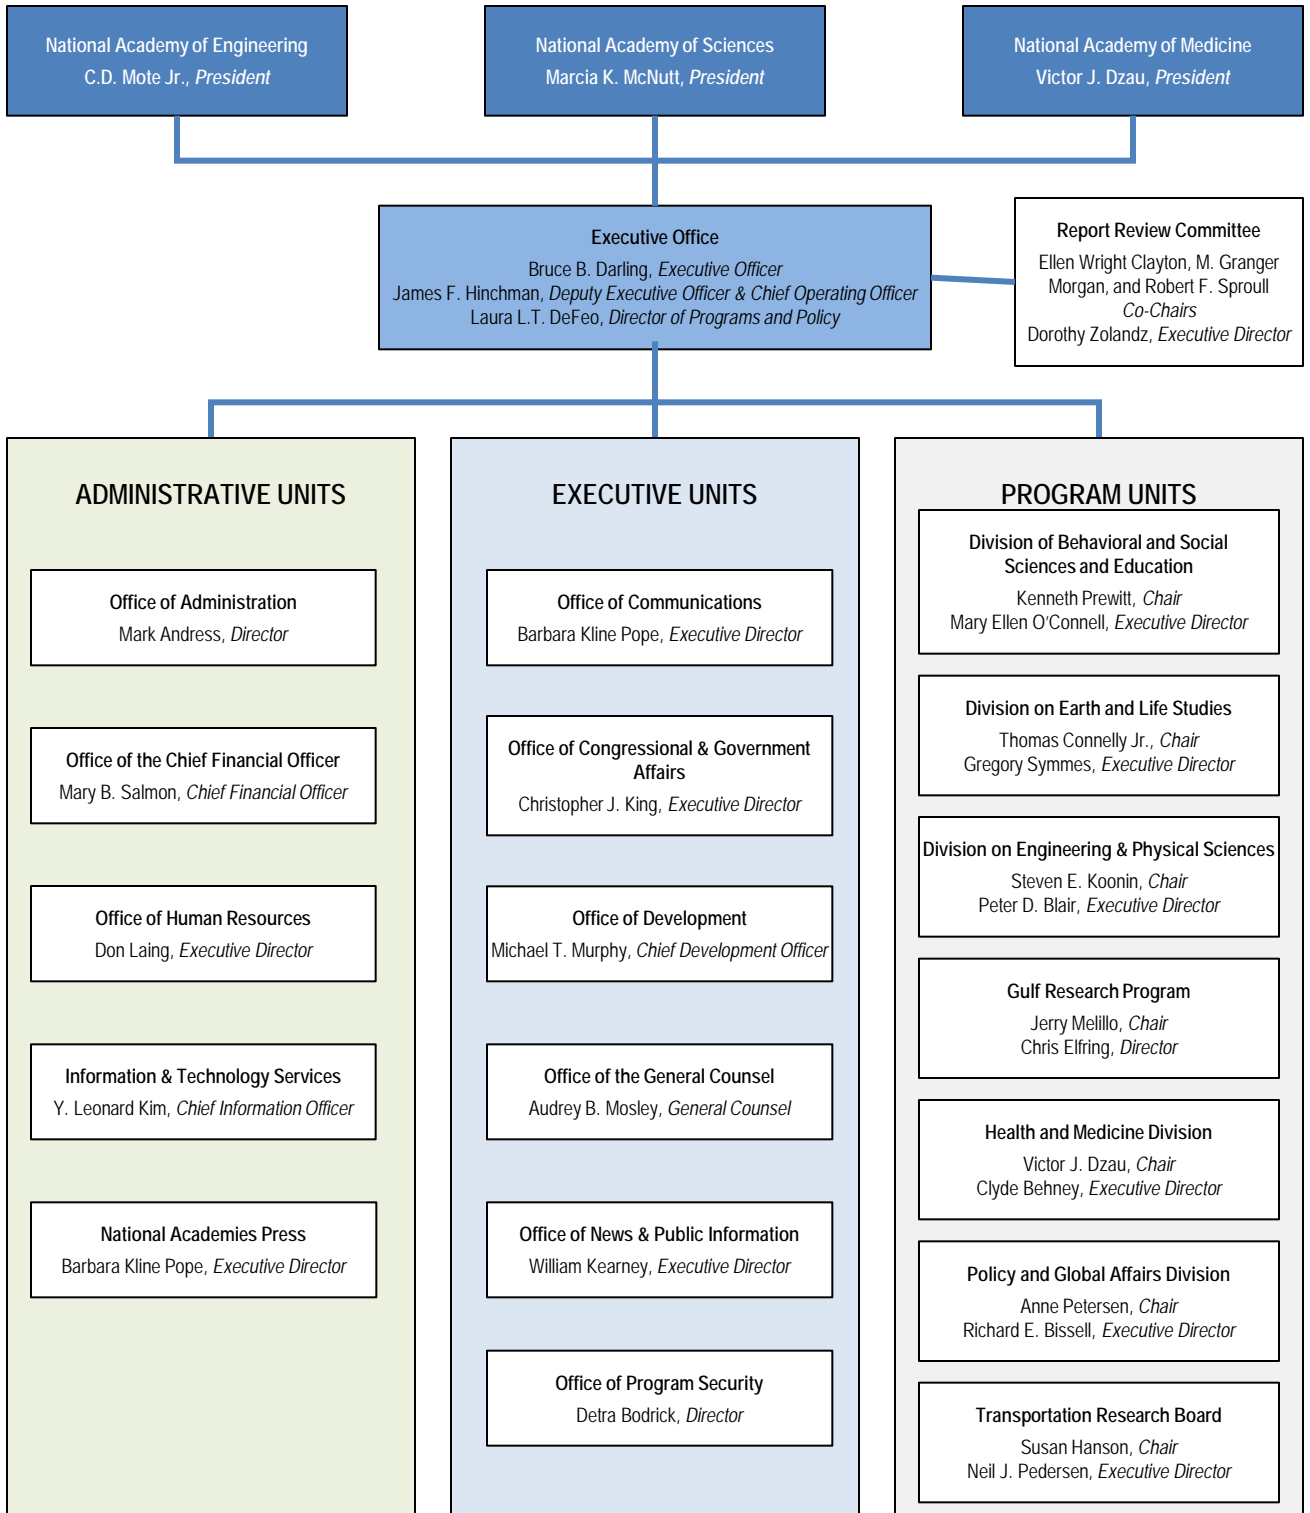 National Academy of Engineering
C.D. Mote Jr., President
National Academy of Sciences
Marcia K. McNutt, President
National Academy of Medicine
Victor J. Dzau, President
Executive Office
Bruce B. Darling, Executive Officer
James F. Hinchman, Deputy Executive Officer & Chief Operating Officer
Laura L.T. DeFeo, Director of Programs and Policy
Report Review Committee
Ellen Wright Clayton, M. Granger
Morgan, and Robert F. Sproull
Co-Chairs
Dorothy Zolandz, Executive Director
ADMINISTRATIVE UNITS
Office of Administration
Mark Andress, Director
Office of the Chief Financial Officer
Mary B. Salmon, Chief Financial Officer
Office of Human Resources
Don Laing, Executive Director
Information & Technology Services
Y. Leonard Kim, Chief Information Officer
National Academies Press
Barbara Kline Pope, Executive Director
EXECUTIVE UNITS
Office of Communications
Barbara Kline Pope, Executive Director
Office of Congressional & Government
Affairs
Christopher J. King, Executive Director
Office of Development
Michael T. Murphy, Chief Development Officer
Office of the General Counsel
Audrey B. Mosley, General Counsel
Office of News & Public Information
William Kearney, Executive Director
Office of Program Security
Detra Bodrick, Director
PROGRAM UNITS
Division of Behavioral and Social
Sciences and Education
Kenneth Prewitt, Chair
Mary Ellen O'Connell, Executive Director
Division on Earth and Life Studies
Thomas Connelly Jr., Chair
Gregory Symmes, Executive Director
Division on Engineering & Physical Sciences
Steven E. Koonin, Chair
Peter D. Blair, Executive Director
Gulf Research Program
Jerry Melillo, Chair
Chris Elfring, Director
Health and Medicine Division
Victor J. Dzau, Chair
Clyde Behney, Executive Director
Policy and Global Affairs Division
Anne Petersen, Chair
Richard E. Bissell, Executive Director
Transportation Research Board
Susan Hanson, Chair
Neil J. Pedersen, Executive Director